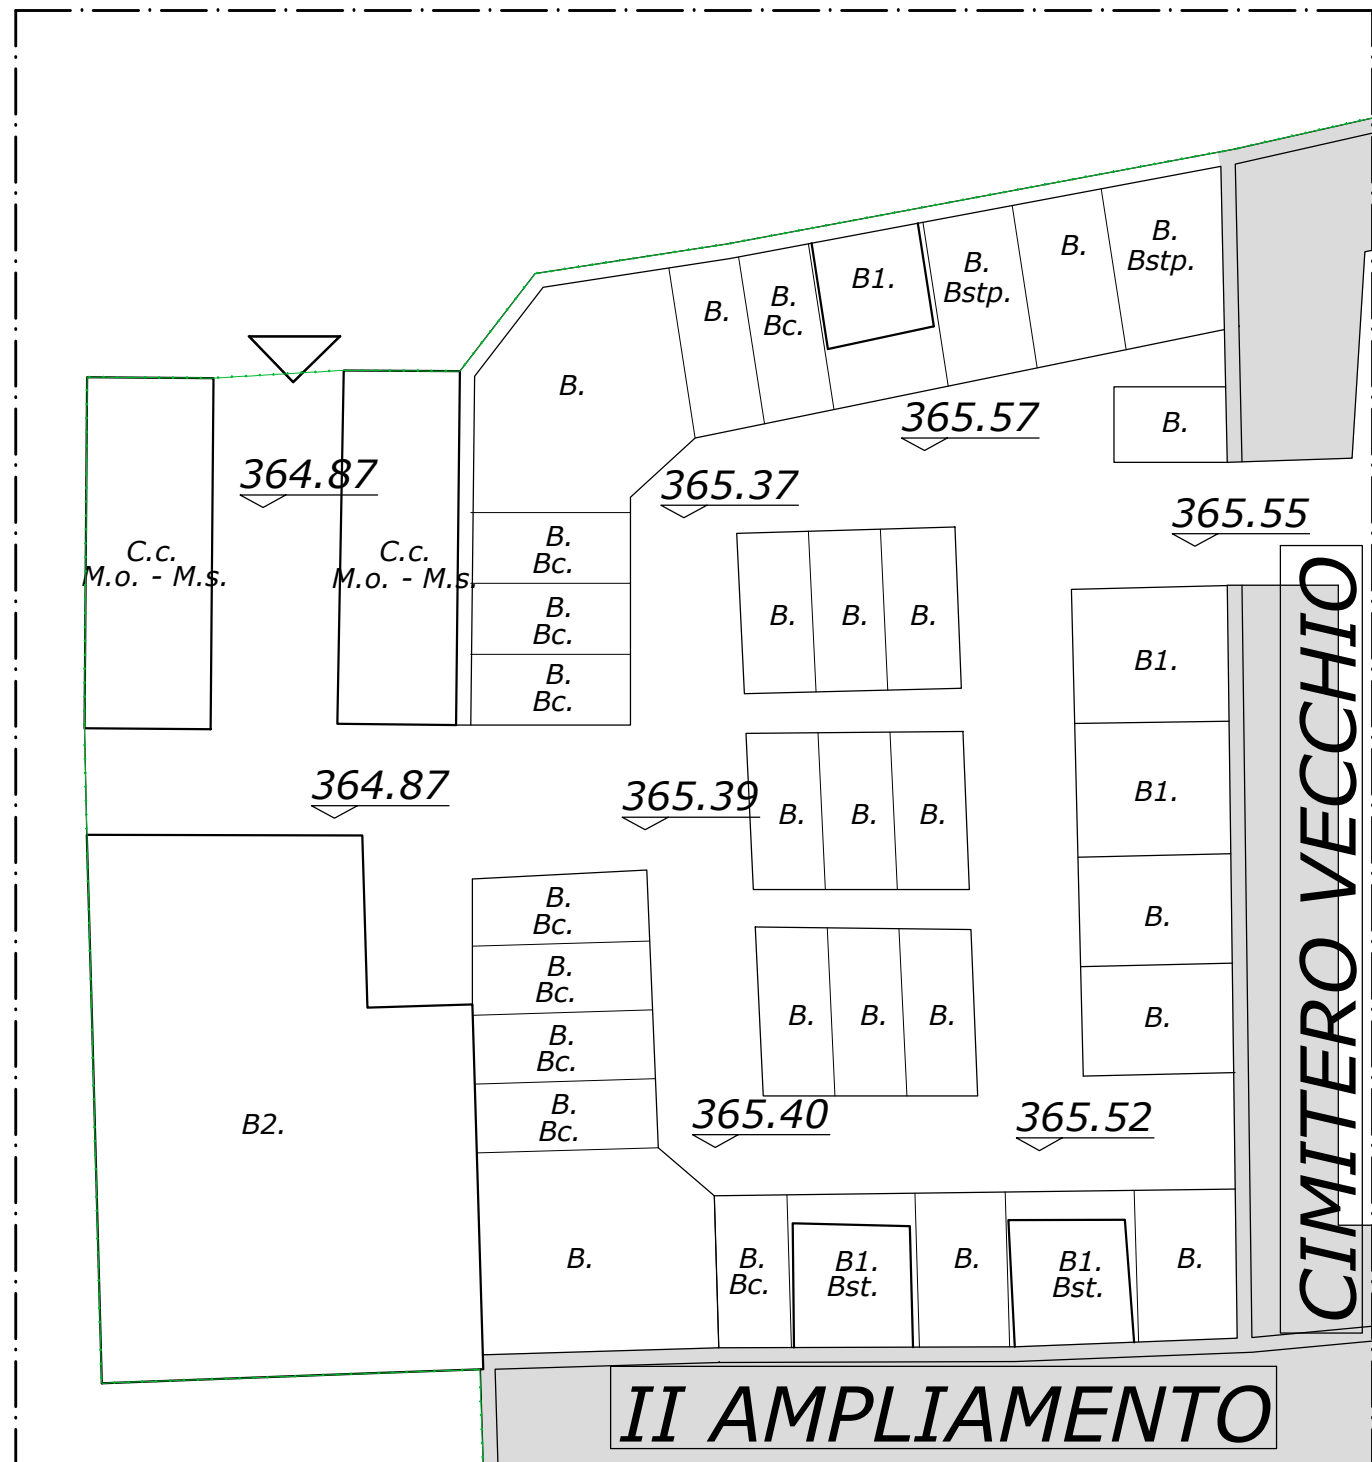 B.
Bstp.
B.
B.
Bstp.
B1.
B.
Bc.
B.
B.
365.57
B.
364.87
365.37
365.55
C.c.
M.o. - M.s.
C.c.
M.o. - M.s.
B.
Bc.
B.
Bc.
B.
Bc.
B.
B.
B.
B1.
364.87
365.39
B.
B.
B.
B1.
B.
Bc.
B.
Bc.
B.
Bc.
B.
Bc.
B.
B.
B.
B.
B.
B2.
365.40
365.52
B.
B.
Bc.
B1.
Bst.
B.
B1.
Bst.
B.
CIMITERO VECCHIO
II AMPLIAMENTO